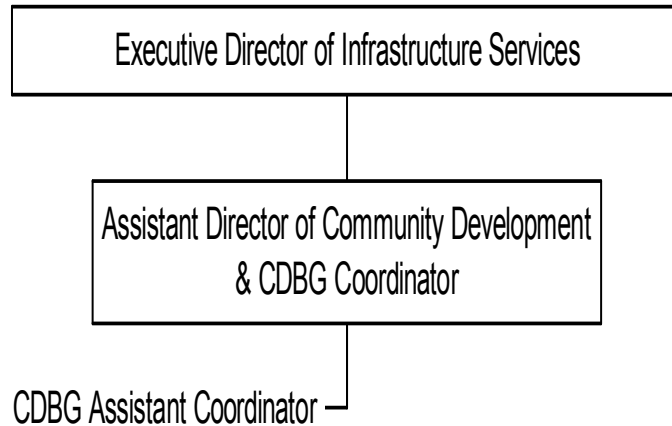 Executive Director of Infrastructure Services
Assistant Director of Community Development
& CDBG Coordinator
CDBG Assistant Coordinator